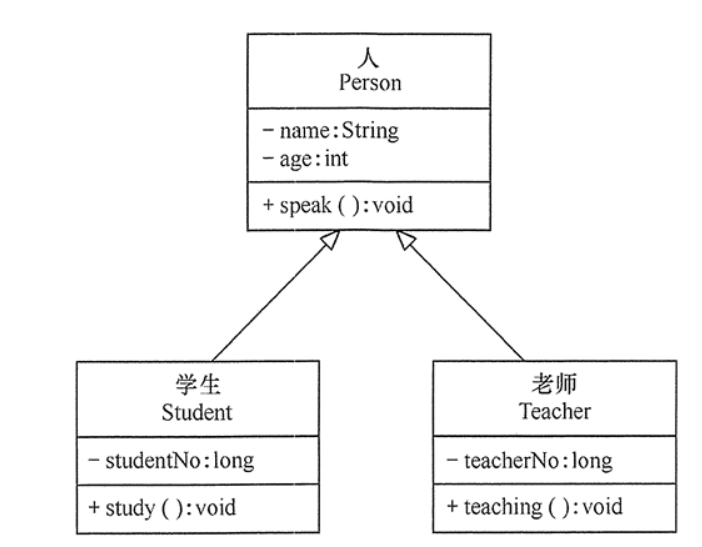 人
Person
− name:String
− age:int
+ speak ( ):void
学生
Student
− studentNo:long
+ study ( ):void
老师
Teacher
− teacherNo:long
+ teaching ( ):void